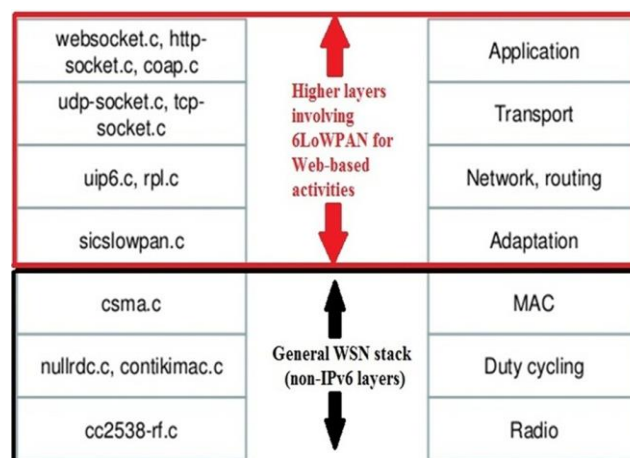 websocket.c, http-
socket.c, coap.c
udp-socket.c, tcp-
socket.c
uip6.c, rpl.c
sicslowpan.c
csma.c
nullrdc.c, contikimac.c
cc2538-rf.c
Higher layers
involving
6LoWPAN for
Web-based
activities
General WSN stack
(non-IPv6 layers)
Application
Transport
Network, routing
Adaptation
MAC
Duty cycling
Radio